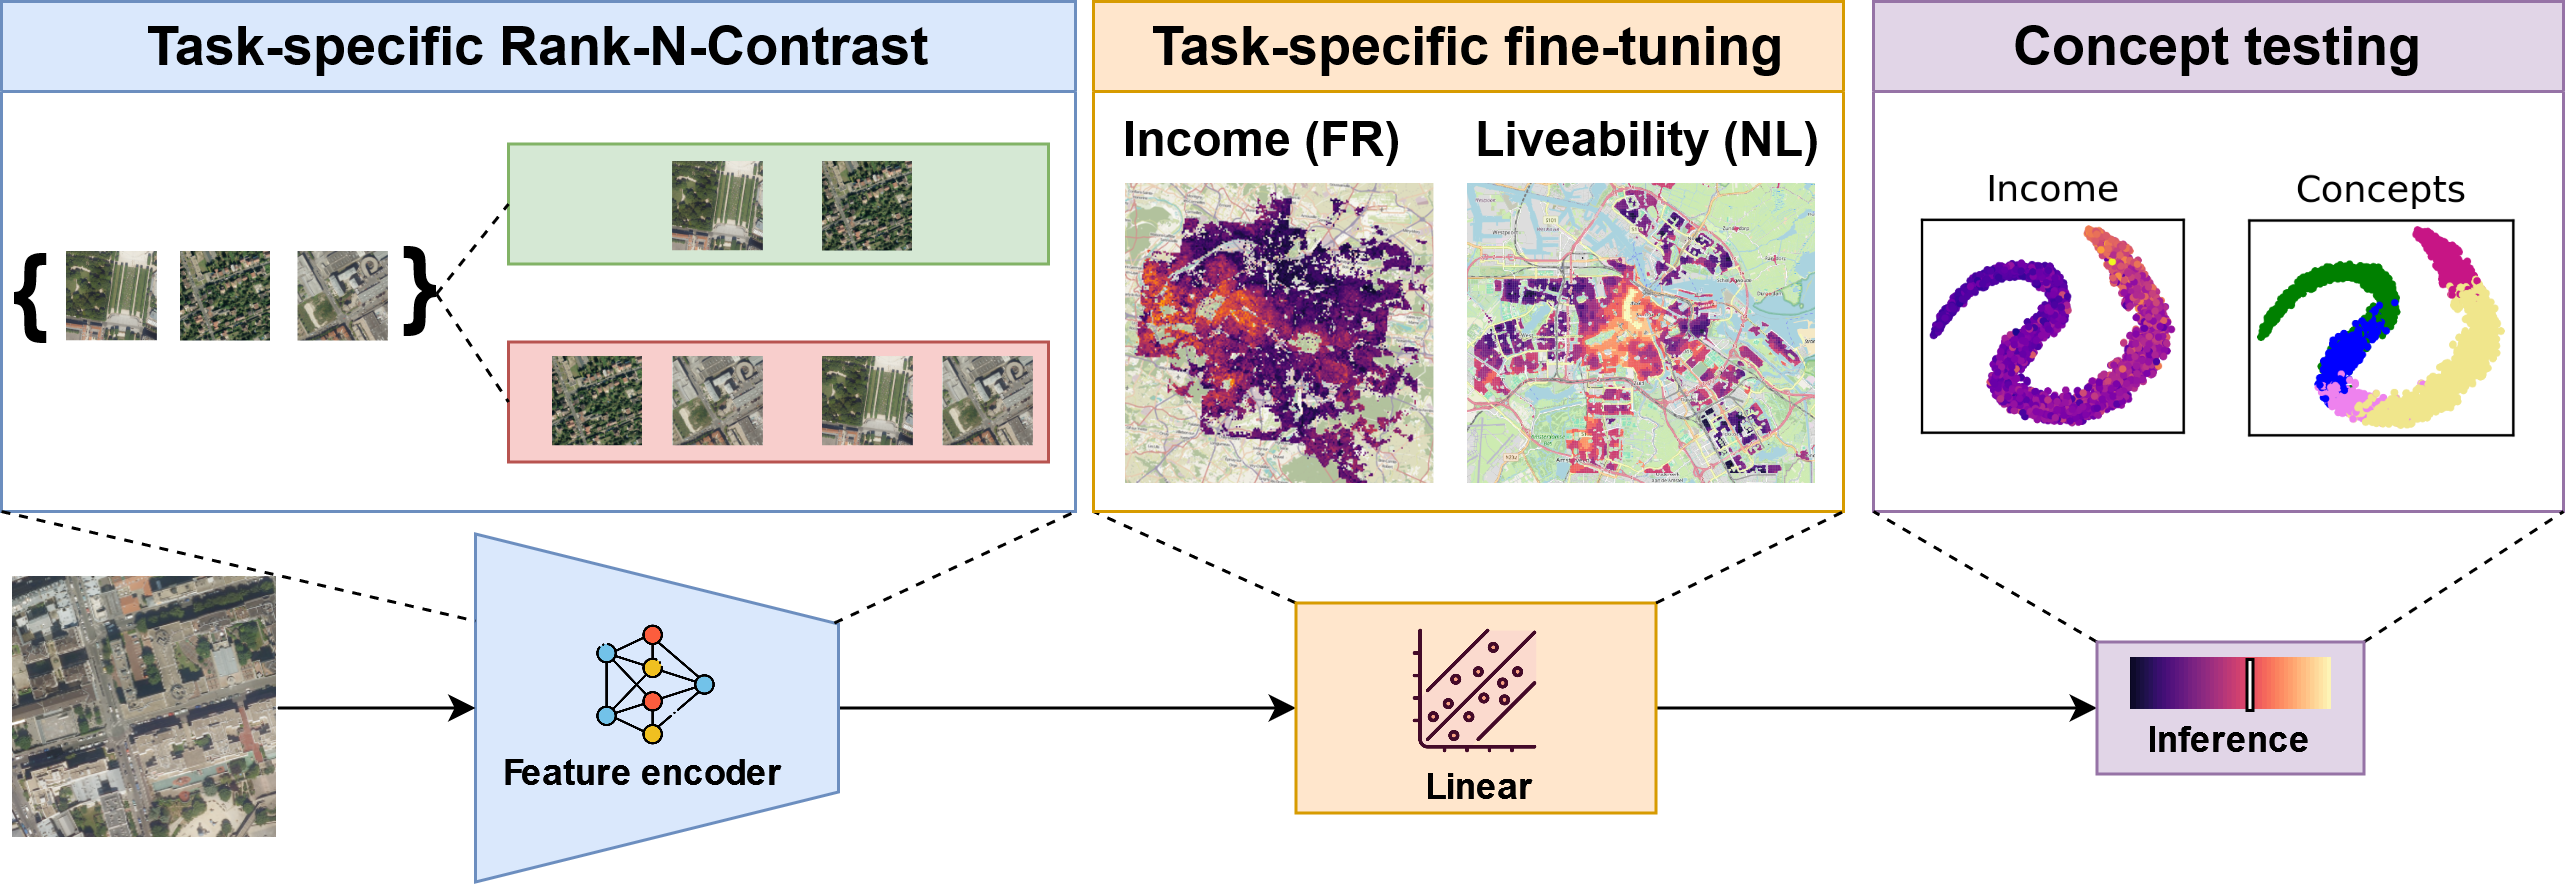 Task-specific Rank-N-Contrast
Task-specific fine-tuning
Concept testing
Income (FR)
Liveability (NL)
Income
Concepts
{
}
Feature encoder
Linear
Inference